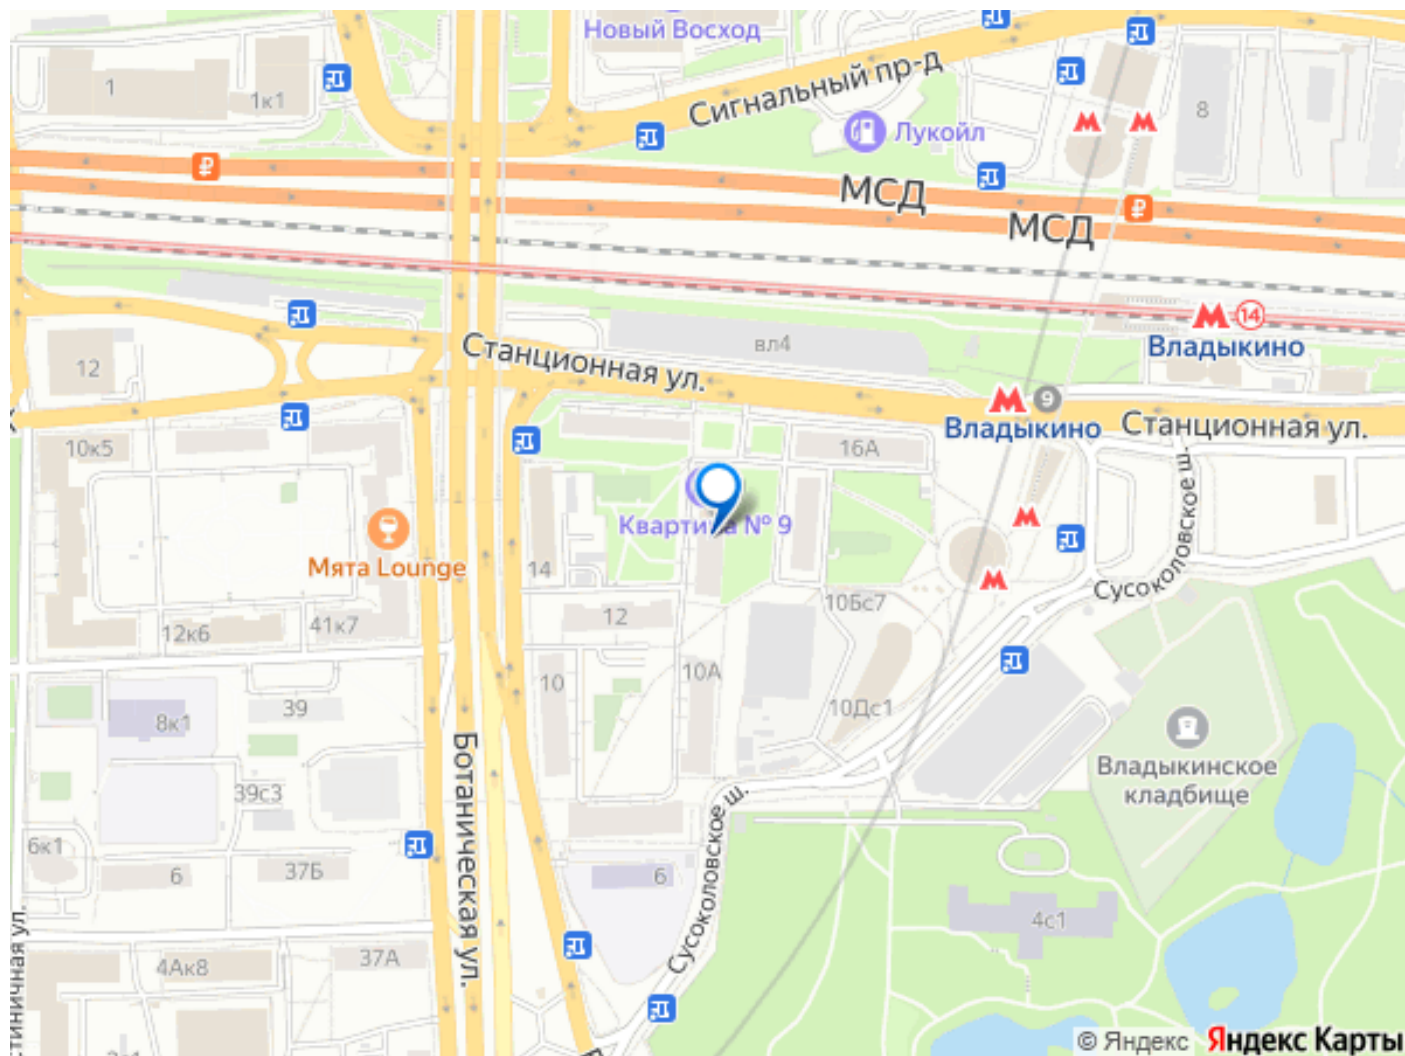 Новый Восход
Сигнальный пр-д
1
1к1
8
Лукойл
₽
МСД
₽
МСД
14
Владыкино
вл4
Станционная ул.
12
9
Владыкино
Станционная ул.
10к5
16А
Квартира № 9
Мята Lounge
14
Сусоколовское ш.
10Бс7
12
12к6
41к7
10
10А
8к1
39
10Дс1
Ботаническая ул.
Владыкинское
кладбище
39с3
Сусоколовское ш.
6к1
6
37Б
6
4с1
4Ак8
37А
© Яндекс Яндекс Карты